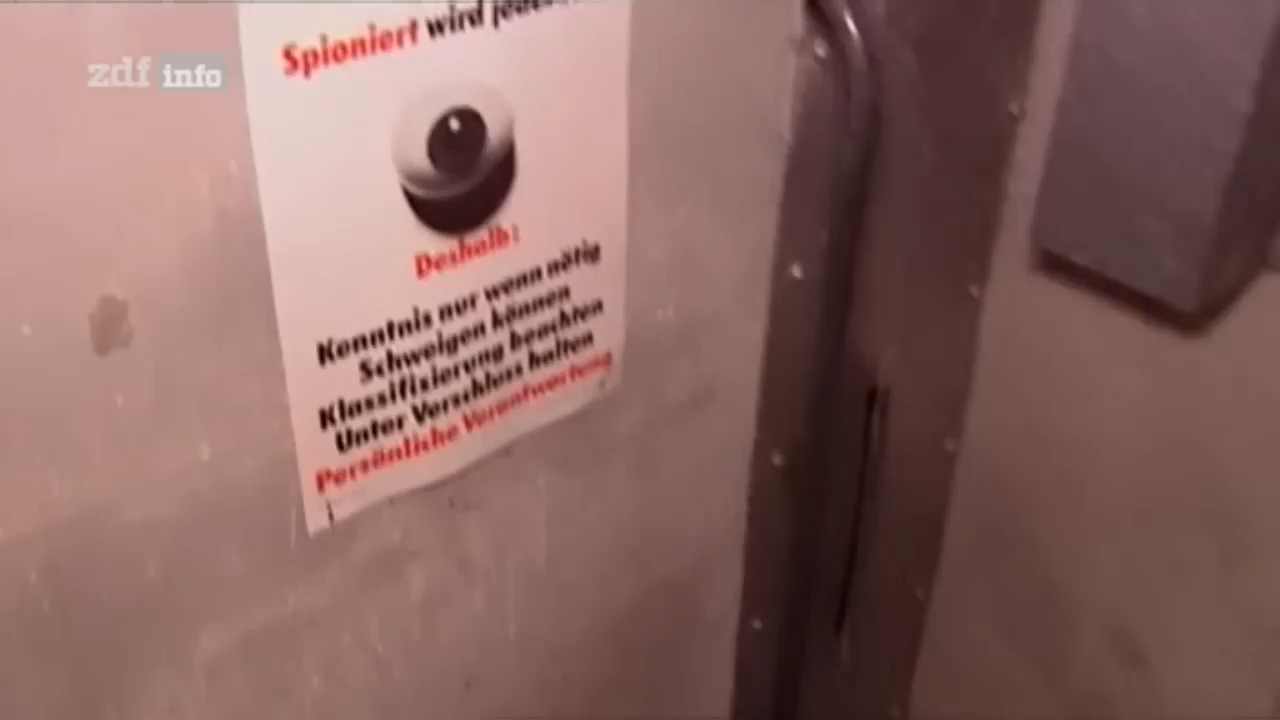 zdf info
Spioniert wird
Deshalb:
Kenntnis nur wenn nötig
Schweigen können
Klassifizierung beachten
Unter Verschluss halten
Persönliche Verantwortung